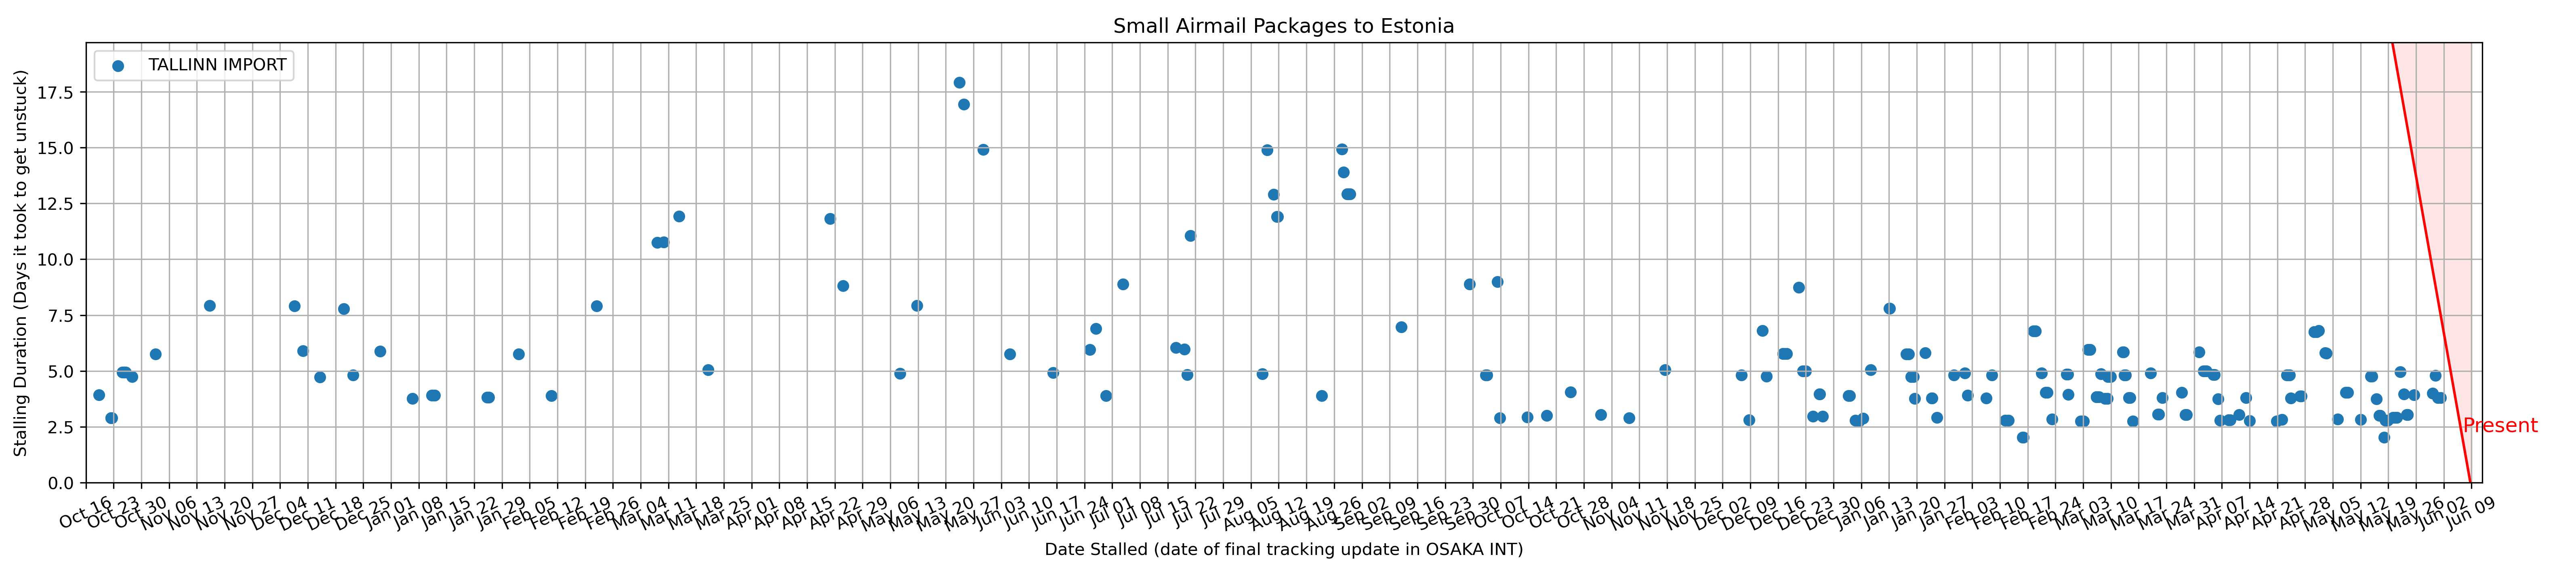 Small Airmail Packages to Estonia
TALLINN IMPORT
Stalling Duration (Days it took to get unstuck)
17.5
15.0
12.5
10.0
7.5
5.0
2.5
0.0
Present
Oct 16 Oct 23 Oct 30 Nov 06 Nov 13 Nov 20 Nov 27 Dec 04 Dec 11 Dec 18 Dec 25 Jan 01 Jan 08 Jan 15 Jan 22 Jan 29 Feb 05 Feb 12 Feb 19 Feb 26 Mar 04 Mar 11 Mar 18 Mar 25 Apr 01 Apr 08 Apr 15 Apr 22 Apr 29 May 06 May 13 May 20 May 27 Jun 03 Jun 10 Jun 17 Jun 24 Jul 01 Jul 08 Jul 15 Jul 22 Jul 29 Aug 05 Aug 12 Aug 19 Aug 26 Sep 02 Sep 09 Sep 16 Sep 23 Sep 30 Oct 07 Oct 14 Oct 21 Oct 28 Nov 04 Nov 11 Nov 18 Nov 25 Dec 02 Dec 09 Dec 16 Dec 23 Dec 30 Jan 06 Jan 13 Jan 20 Jan 27 Feb 03 Feb 10 Feb 17 Feb 24 Mar 03 Mar 10 Mar 17 Mar 24 Mar 31 Apr 07 Apr 14 Apr 21 Apr 28 May 05 May 12 May 19 May 26 Jun 02 Jun 09
Date Stalled (date of final tracking update in OSAKA INT)